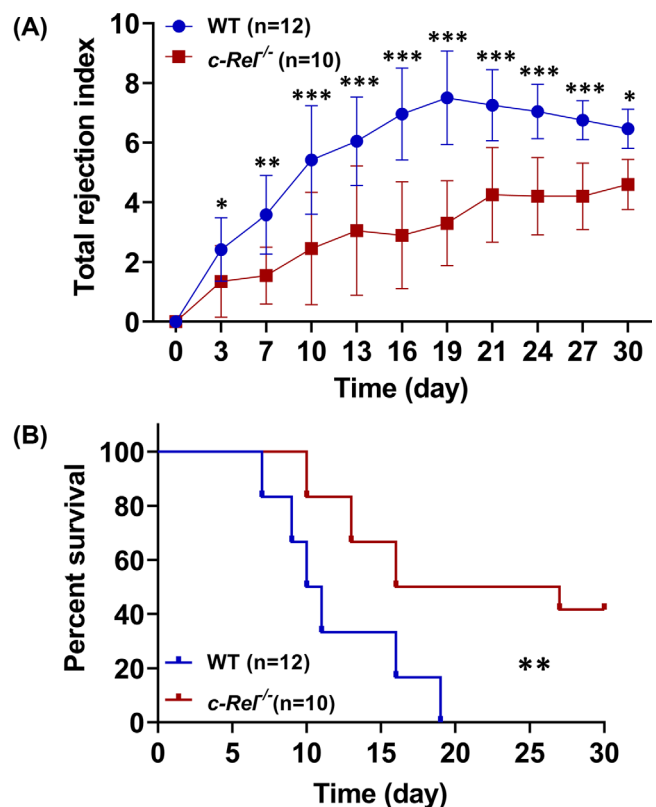 (A)
WT (n=12)
c-Rel⁻/⁻ (n=10)
Total rejection index
10
8
6
4
2
0
* ** *** *** *** *** *** *** *** *
0 3 7 10 13 16 19 21 24 27 30
Time (day)
(B)
Percent survival
100
80
60
40
20
0
WT (n=12)
c-Rel⁻/⁻ (n=10)
**
0 5 10 15 20 25 30
Time (day)